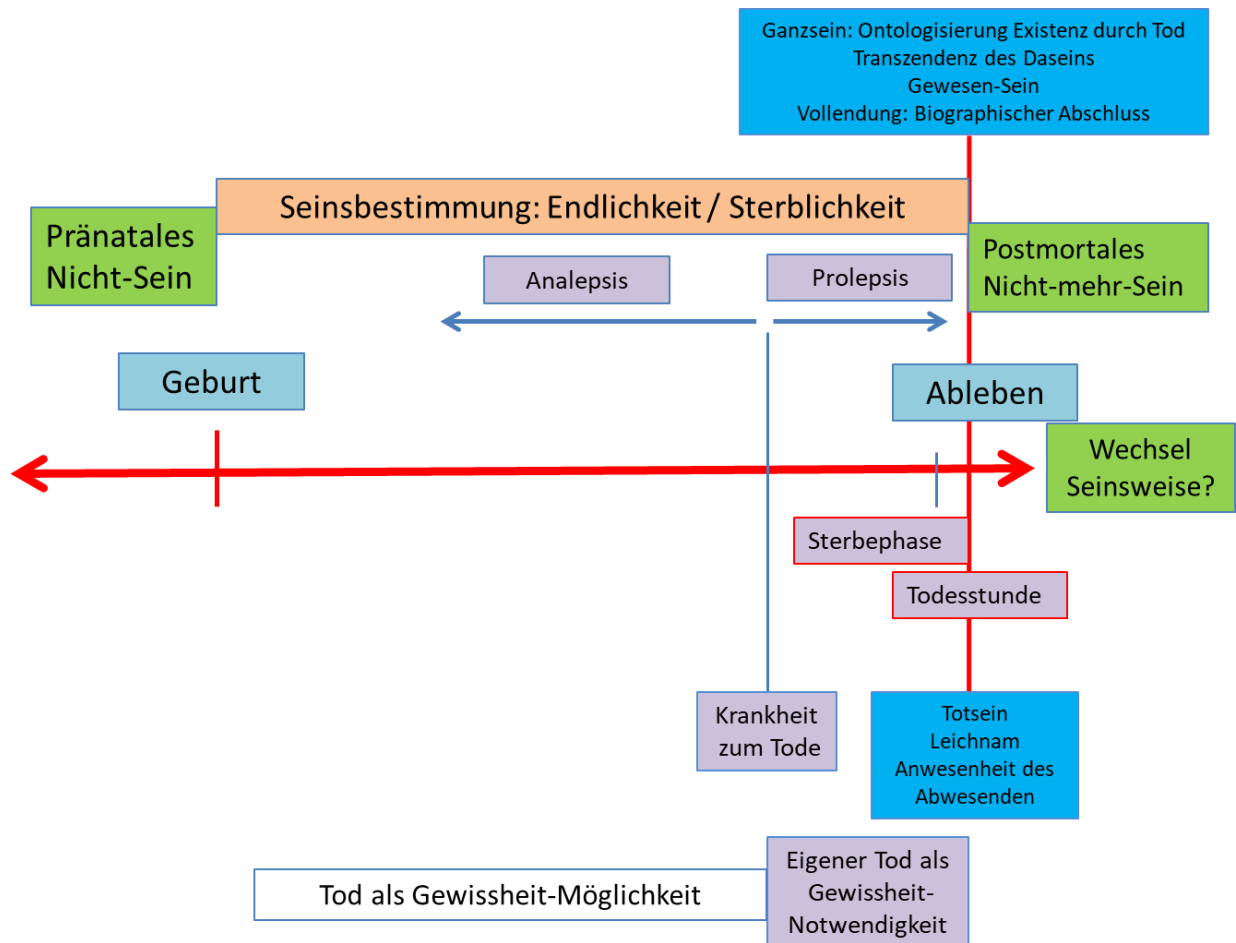 Ganzsein: Ontologisierung Existenz durch Tod
Transzendenz des Daseins
Gewesen-Sein
Vollendung: Biographischer Abschluss
Seinsbestimmung: Endlichkeit / Sterblichkeit
Pränatales
Nicht-Sein
Postmortales
Nicht-mehr-Sein
Analepsis
Prolepsis
Geburt
Ableben
Wechsel
Seinsweise?
Sterbephase
Todesstunde
Krankheit
zum Tode
Totsein
Leichnam
Anwesenheit des
Abwesenden
Tod als Gewissheit-Möglichkeit
Eigener Tod als
Gewissheit-
Notwendigkeit